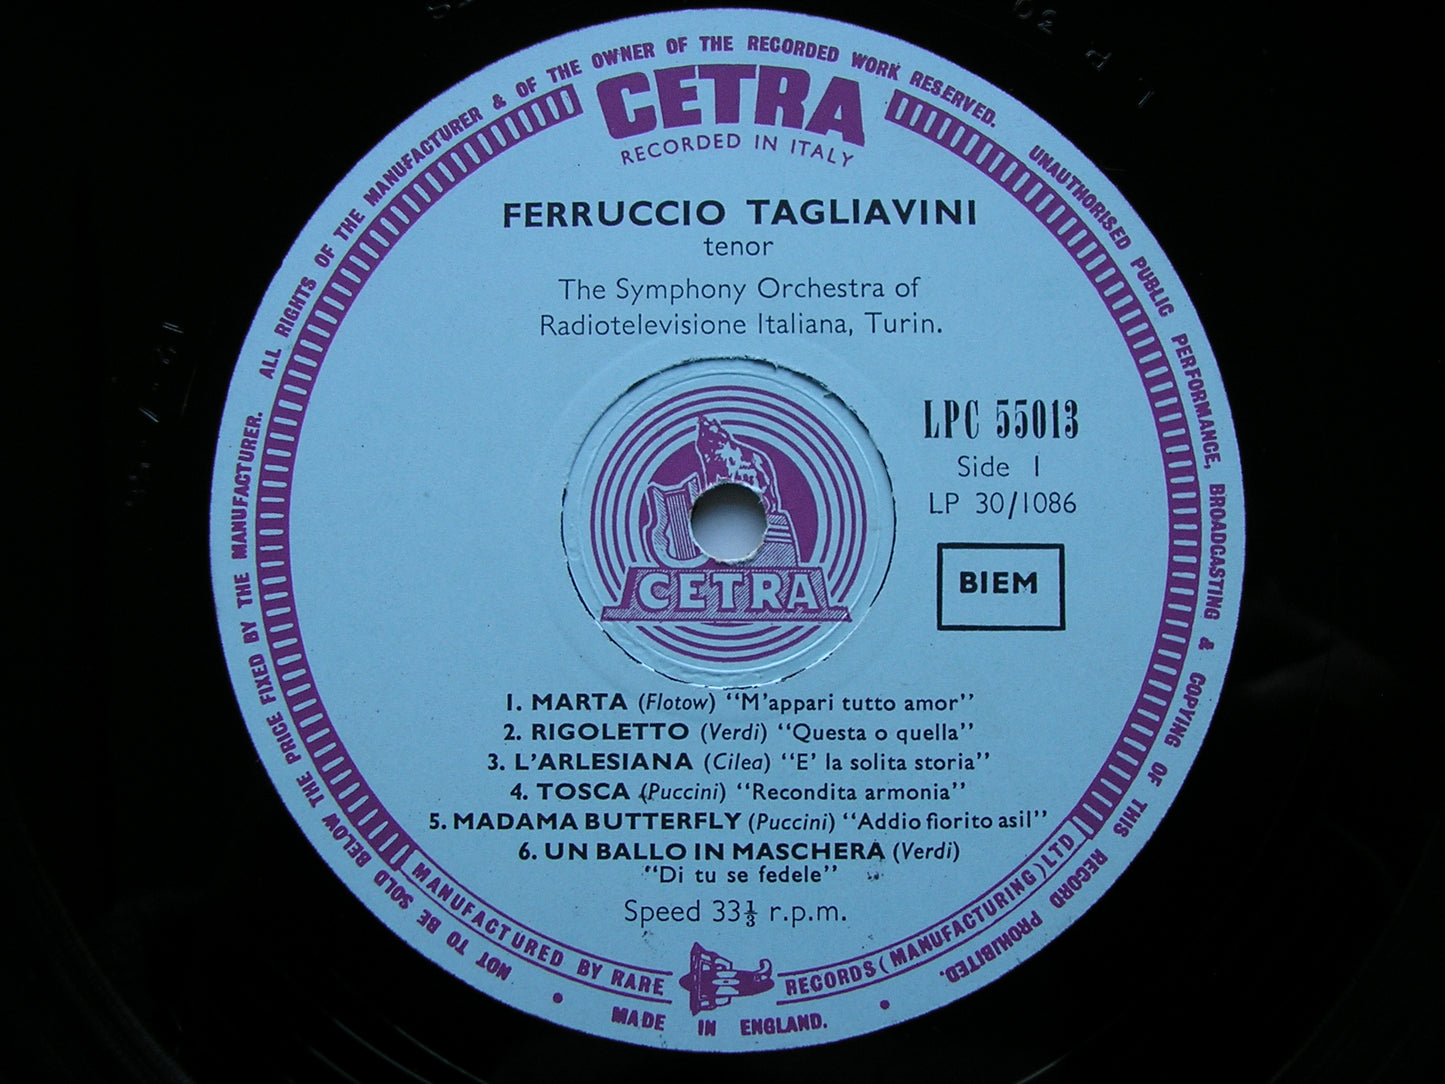 ALL RIGHTS OF THE MANUFACTURER & OF THE OWNER OF THE RECORDED WORK RESERVED.
UNAUTHORISED PUBLIC PERFORMANCE, BROADCASTING & COPYING OF THIS RECORD PROHIBITED.
CETRA
RECORDED IN ITALY
FERRUCCIO TAGLIAVINI
tenor
The Symphony Orchestra of
Radiotelevisione Italiana, Turin.
LPC 55013
Side 1
LP 30/1086
BIEM
CETRA
1. MARTA (Flotow) "M'appari tutto amor"
2. RIGOLETTO (Verdi) "Questa o quella"
3. L'ARLESIANA (Cilea) "E' la solita storia"
4. TOSCA (Puccini) "Recondita armonia"
5. MADAMA BUTTERFLY (Puccini) "Addio fiorito asil"
6. UN BALLO IN MASCHERA (Verdi)
"Di tu se fedele"
Speed 33⅓ r.p.m.
MANUFACTURED BY RARE RECORDS (MANUFACTURING) LTD
NOT TO BE SOLD BELOW THE PRICE FIXED BY THE MANUFACTURER.
• MADE IN ENGLAND. •